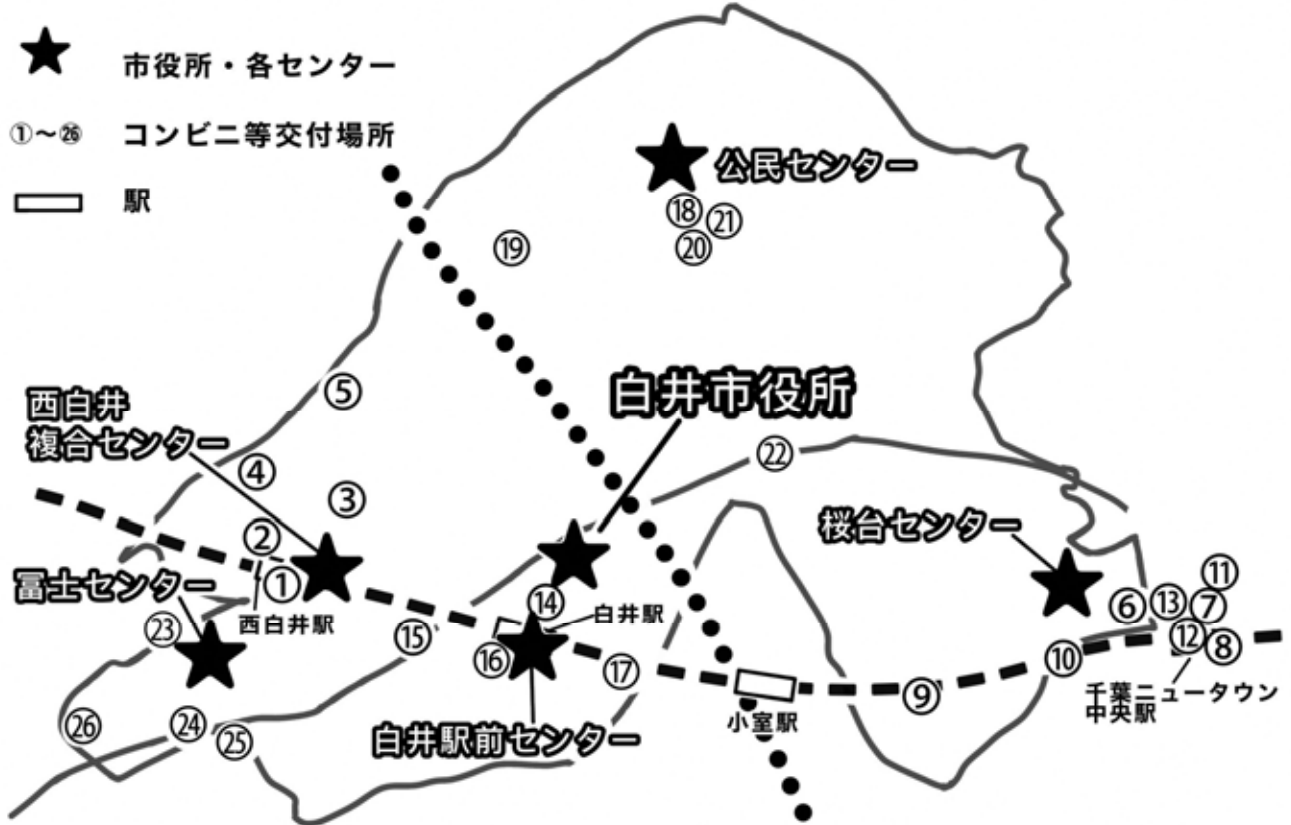 市役所・各センター
①～㉖ コンビニ等交付場所
駅
公民センター
⑱ ㉑
⑳
⑲
白井市役所
⑤
西白井
複合センター
④
③
㉒
桜台センター
②
①
富士センター
西白井駅
㉓
⑭
白井駅
⑮
⑯
⑰
⑪
⑥ ⑬ ⑦
⑫ ⑧
⑩
⑨
千葉ニュータウン
中央駅
小室駅
白井駅前センター
㉖
㉔
㉕